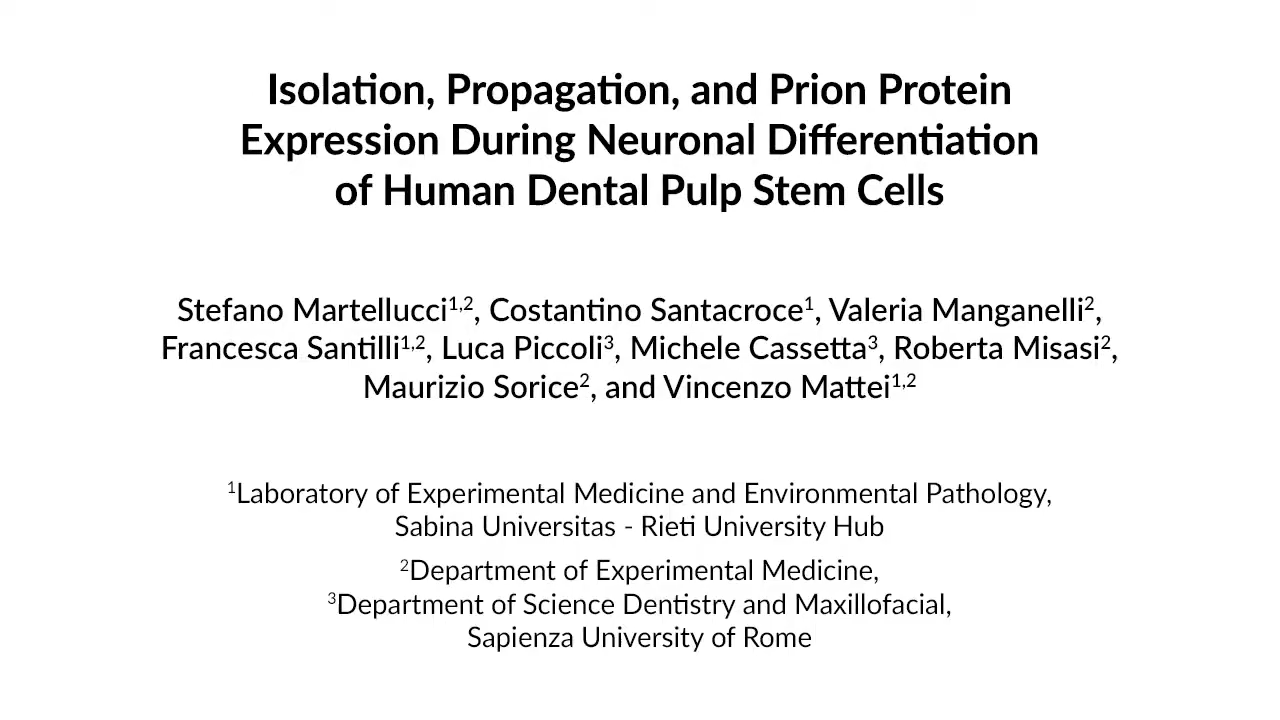 Isolation, Propagation, and Prion Protein
Expression During Neuronal Differentiation
of Human Dental Pulp Stem Cells
Stefano Martellucci1,2, Costantino Santacroce1, Valeria Manganelli2,
Francesca Santilli1,2, Luca Piccoli3, Michele Cassetta3, Roberta Misasi2,
Maurizio Sorice2, and Vincenzo Mattei1,2
1Laboratory of Experimental Medicine and Environmental Pathology,
Sabina Universitas - Rieti University Hub
2Department of Experimental Medicine,
3Department of Science Dentistry and Maxillofacial,
Sapienza University of Rome